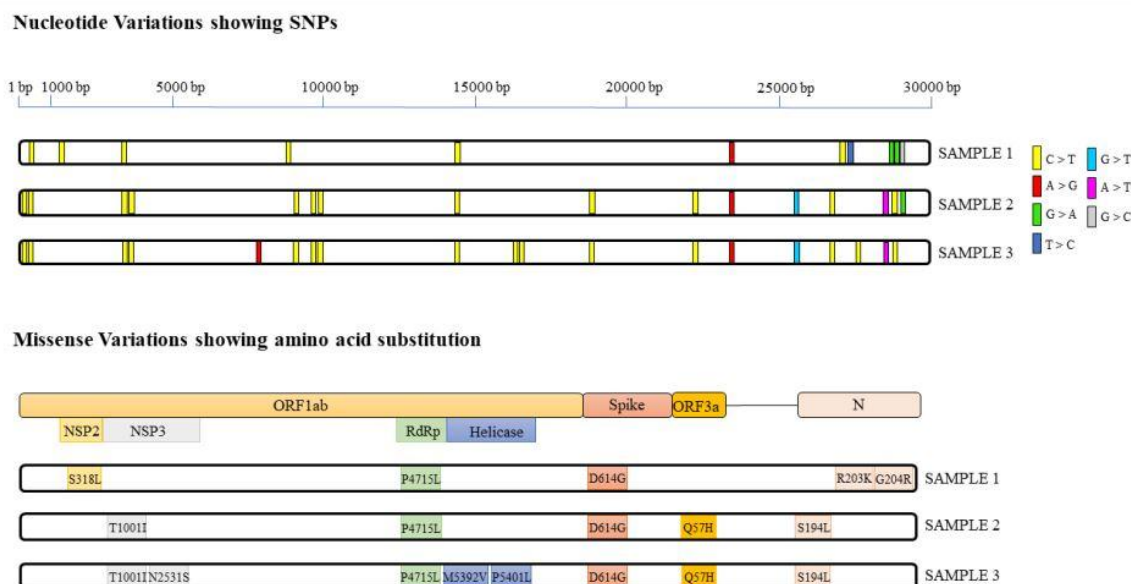 Nucleotide Variations showing SNPs
1 bp 1000 bp 5000 bp 10000 bp 15000 bp 20000 bp 25000 bp 30000 bp
SAMPLE 1
C > T G > T
SAMPLE 2
A > G A > T
G > A G > C
SAMPLE 3
T > C
Missense Variations showing amino acid substitution
ORF1ab Spike ORF3a N
NSP2 NSP3 RdRp Helicase
S318L P4715L D614G R203K G204R SAMPLE 1
T1001I P4715L D614G Q57H S194L SAMPLE 2
T1001I N2531S P4715L M5392V P5401L D614G Q57H S194L SAMPLE 3